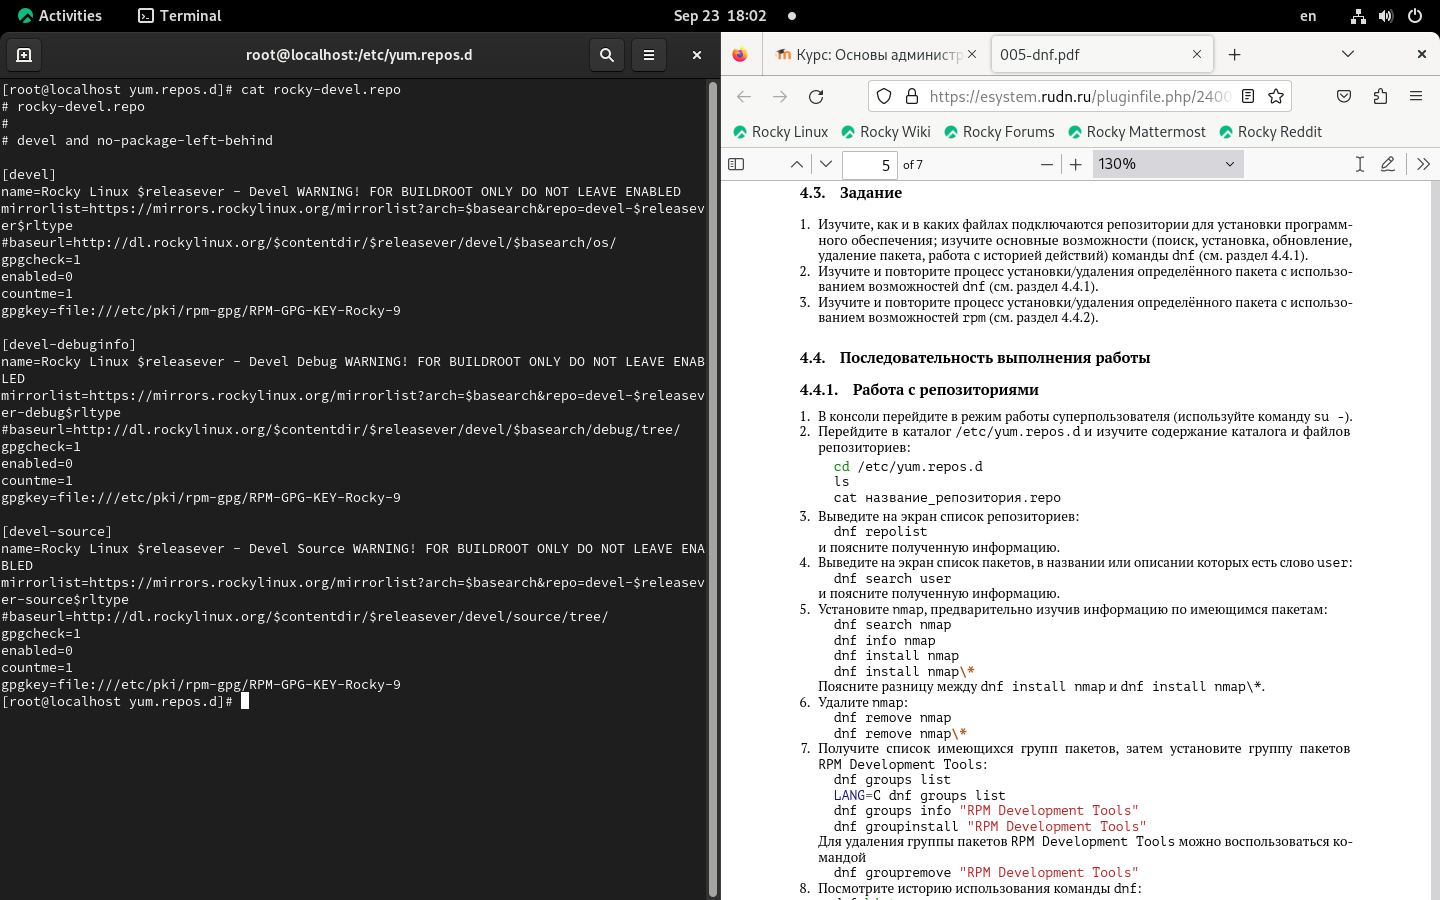 Activities
Terminal
Sep 23 18:02
en
root@localhost:/etc/yum.repos.d
[root@localhost yum.repos.d]# cat rocky-devel.repo
# rocky-devel.repo
#
# devel and no-package-left-behind
[devel]
name=Rocky Linux $releasever - Devel WARNING! FOR BUILDROOT ONLY DO NOT LEAVE ENABLED
mirrorlist=https://mirrors.rockylinux.org/mirrorlist?arch=$basearch&repo=devel-$releasev
er$rltype
#baseurl=http://dl.rockylinux.org/$contentdir/$releasever/devel/$basearch/os/
gpgcheck=1
enabled=0
countme=1
gpgkey=file:///etc/pki/rpm-gpg/RPM-GPG-KEY-Rocky-9
[devel-debuginfo]
name=Rocky Linux $releasever - Devel Debug WARNING! FOR BUILDROOT ONLY DO NOT LEAVE ENAB
LED
mirrorlist=https://mirrors.rockylinux.org/mirrorlist?arch=$basearch&repo=devel-$releasev
er-debug$rltype
#baseurl=http://dl.rockylinux.org/$contentdir/$releasever/devel/$basearch/debug/tree/
gpgcheck=1
enabled=0
countme=1
gpgkey=file:///etc/pki/rpm-gpg/RPM-GPG-KEY-Rocky-9
[devel-source]
name=Rocky Linux $releasever - Devel Source WARNING! FOR BUILDROOT ONLY DO NOT LEAVE ENA
BLED
mirrorlist=https://mirrors.rockylinux.org/mirrorlist?arch=$basearch&repo=devel-$releasev
er-source$rltype
#baseurl=http://dl.rockylinux.org/$contentdir/$releasever/devel/source/tree/
gpgcheck=1
enabled=0
countme=1
gpgkey=file:///etc/pki/rpm-gpg/RPM-GPG-KEY-Rocky-9
[root@localhost yum.repos.d]#
Курс: Основы администр
005-dnf.pdf
https://esystem.rudn.ru/pluginfile.php/2400
Rocky Linux
Rocky Wiki
Rocky Forums
Rocky Mattermost
Rocky Reddit
5 of 7
130%
4.3. Задание
1. Изучите, как и в каких файлах подключаются репозитории для установки программ-
ного обеспечения; изучите основные возможности (поиск, установка, обновление,
удаление пакета, работа с историей действий) команды dnf (см. раздел 4.4.1).
2. Изучите и повторите процесс установки/удаления определённого пакета с использо-
ванием возможностей dnf (см. раздел 4.4.1).
3. Изучите и повторите процесс установки/удаления определённого пакета с использо-
ванием возможностей rpm (см. раздел 4.4.2).
4.4. Последовательность выполнения работы
4.4.1. Работа с репозиториями
1. В консоли перейдите в режим работы суперпользователя (используйте команду su -).
2. Перейдите в каталог /etc/yum.repos.d и изучите содержание каталога и файлов
репозиториев:
cd /etc/yum.repos.d
ls
cat название_репозитория.repo
3. Выведите на экран список репозиториев:
dnf repolist
и поясните полученную информацию.
4. Выведите на экран список пакетов, в названии или описании которых есть слово user:
dnf search user
и поясните полученную информацию.
5. Установите nmap, предварительно изучив информацию по имеющимся пакетам:
dnf search nmap
dnf info nmap
dnf install nmap
dnf install nmap\*
Поясните разницу между dnf install nmap и dnf install nmap\*.
6. Удалите nmap:
dnf remove nmap
dnf remove nmap\*
7. Получите список имеющихся групп пакетов, затем установите группу пакетов
RPM Development Tools:
dnf groups list
LANG=C dnf groups list
dnf groups info "RPM Development Tools"
dnf groupinstall "RPM Development Tools"
Для удаления группы пакетов RPM Development Tools можно воспользоваться ко-
мандой
dnf groupremove "RPM Development Tools"
8. Посмотрите историю использования команды dnf: